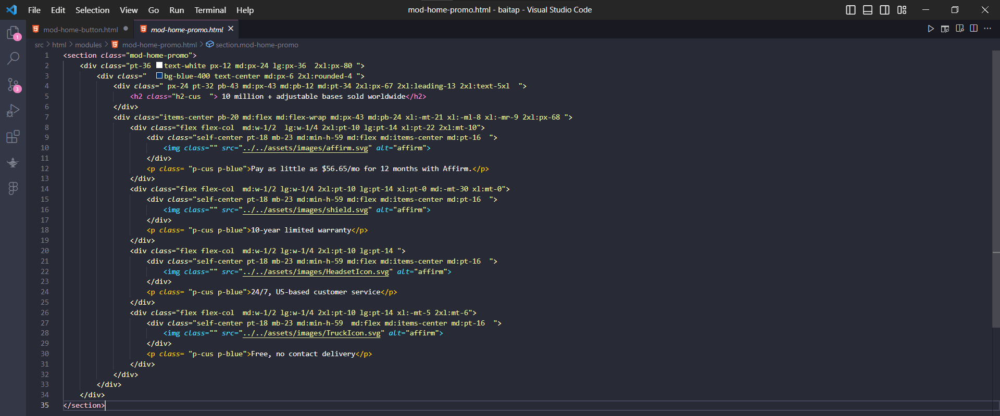 File Edit Selection View Go Run Terminal Help
mod-home-promo.html - baitap - Visual Studio Code
mod-home-button.html
mod-home-promo.html
1
3
src > html > modules > mod-home-promo.html > section.mod-home-promo
1 <section class="mod-home-promo">
2 <div class="pt-36 text-white px-12 md:px-24 lg:px-36  2xl:px-80 ">
3 <div class="  bg-blue-400 text-center md:px-6 2xl:rounded-4 ">
4 <div class=" px-24 pt-32 pb-43 md:px-43 md:pb-12 md:pt-34 2xl:px-67 2xl:leading-13 2xl:text-5xl  ">
5 <h2 class="h2-cus  "> 10 million + adjustable bases sold worldwide</h2>
6 </div>
7 <div class="items-center pb-20 md:flex md:flex-wrap md:px-43 md:pb-24 xl:-mt-21 xl:-ml-8 xl:-mr-9 2xl:px-68 ">
8 <div class="flex flex-col  md:w-1/2  lg:w-1/4 2xl:pt-10 lg:pt-14 xl:pt-22 2xl:mt-10">
9 <div class="self-center pt-18 mb-23 md:min-h-59 md:flex md:items-center md:pt-16  ">
10 <img class="" src="../../assets/images/affirm.svg" alt="affirm">
11 </div>
12 <p class= "p-cus p-blue">Pay as little as $56.65/mo for 12 months with Affirm.</p>
13 </div>
14 <div class="flex flex-col  md:w-1/2 lg:w-1/4 2xl:pt-10 lg:pt-14 xl:pt-0 md:-mt-30 xl:mt-0">
15 <div class="self-center pt-18 mb-23 md:min-h-59 md:flex md:items-center md:pt-16  ">
16 <img class="" src="../../assets/images/shield.svg" alt="affirm">
17 </div>
18 <p class= "p-cus p-blue">10-year limited warranty</p>
19 </div>
20 <div class="flex flex-col  md:w-1/2 lg:w-1/4 2xl:pt-10 lg:pt-14 ">
21 <div class="self-center pt-18 mb-23 md:min-h-59 md:flex md:items-center md:pt-16  ">
22 <img class="" src="../../assets/images/HeadsetIcon.svg" alt="affirm">
23 </div>
24 <p class= "p-cus p-blue">24/7, US-based customer service</p>
25 </div>
26 <div class="flex flex-col  md:w-1/2 lg:w-1/4 2xl:pt-10 lg:pt-14 xl:-mt-5 2xl:mt-6">
27 <div class="self-center pt-18 mb-23 md:min-h-59  md:flex md:items-center md:pt-16  ">
28 <img class="" src="../../assets/images/TruckIcon.svg" alt="affirm">
29 </div>
30 <p class= "p-cus p-blue">Free, no contact delivery</p>
31 </div>
32 </div>
33 </div>
34 </div>
35 </section>